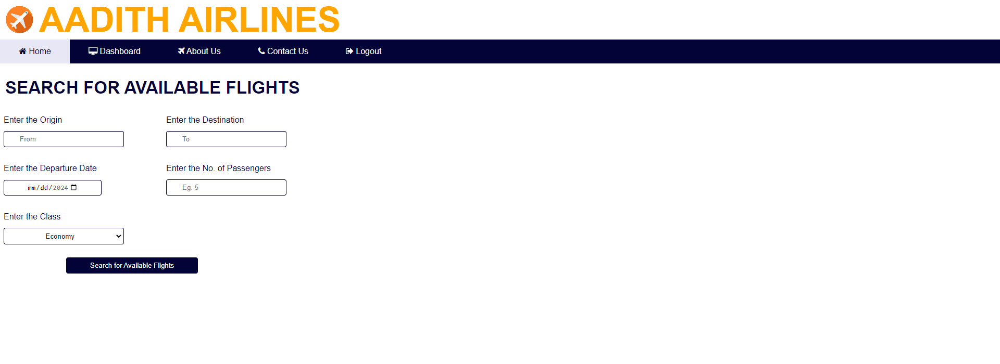 AADITH AIRLINES
Home Dashboard About Us Contact Us Logout
SEARCH FOR AVAILABLE FLIGHTS
Enter the Origin Enter the Destination
From To
Enter the Departure Date Enter the No. of Passengers
mm/dd/2024 Eg. 5
Enter the Class
Economy
Search for Available Flights